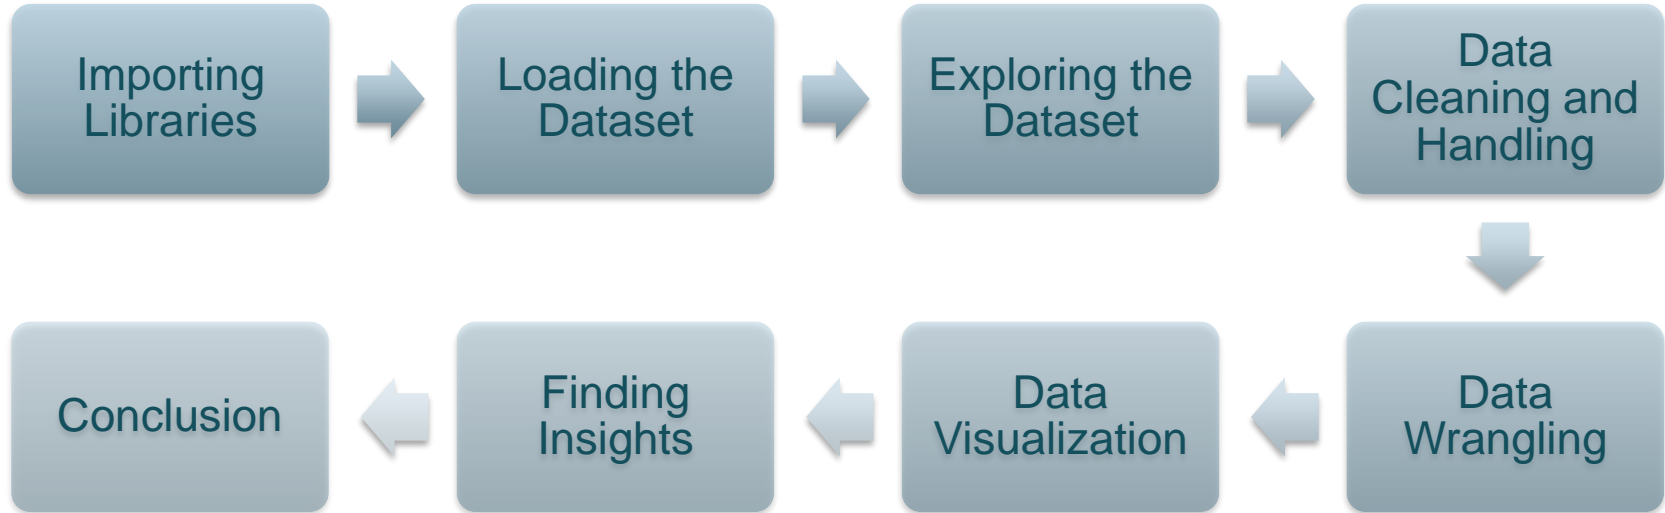 Importing
Libraries
Loading the
Dataset
Exploring the
Dataset
Data
Cleaning and
Handling
Data
Wrangling
Data
Visualization
Finding
Insights
Conclusion